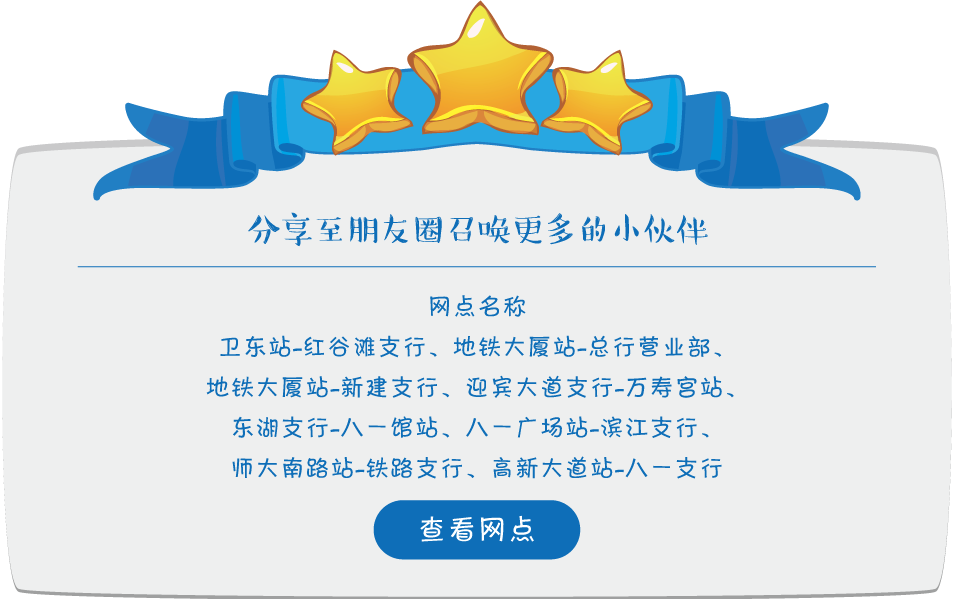 分享至朋友圈召唤更多的小伙伴
网点名称
卫东站-红谷滩支行、地铁大厦站-总行营业部、
地铁大厦站-新建支行、迎宾大道支行-万寿宫站、
东湖支行-八一馆站、八一广场站-滨江支行、
师大南路站-铁路支行、高新大道站-八一支行
查看网点